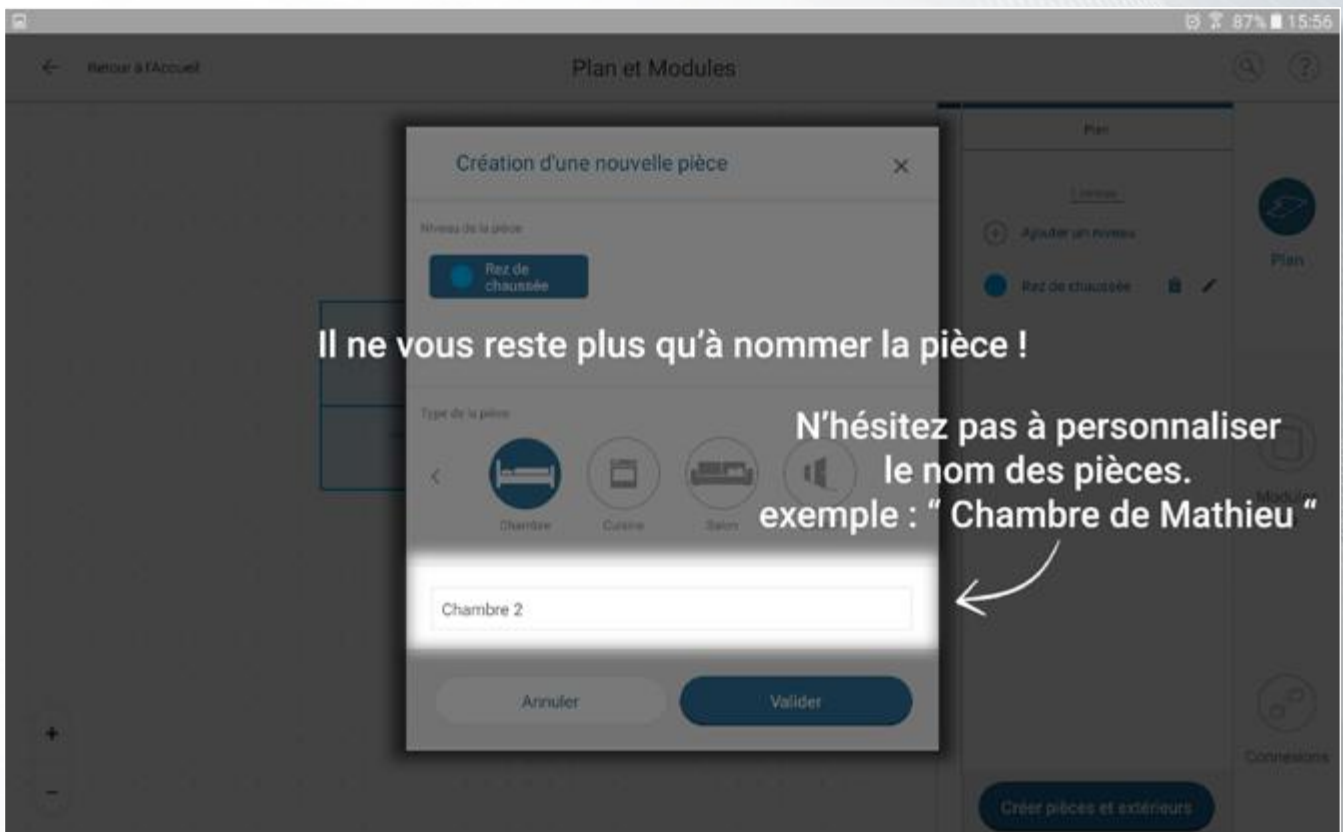 87% 15:56
Retour à l'Accueil
Plan et Modules
?
Création d'une nouvelle pièce
×
Niveau de la pièce
Rez de
chaussée
Plan
Ajouter un niveau
Rez de chaussée
Plan
Il ne vous reste plus qu'à nommer la pièce !
Type de la pièce
Chambre
Cuisine
Salon
N'hésitez pas à personnaliser
le nom des pièces.
exemple : “ Chambre de Mathieu “
Modules
Chambre 2
Annuler
Valider
+
-
Connexions
Créer pièces et extérieurs